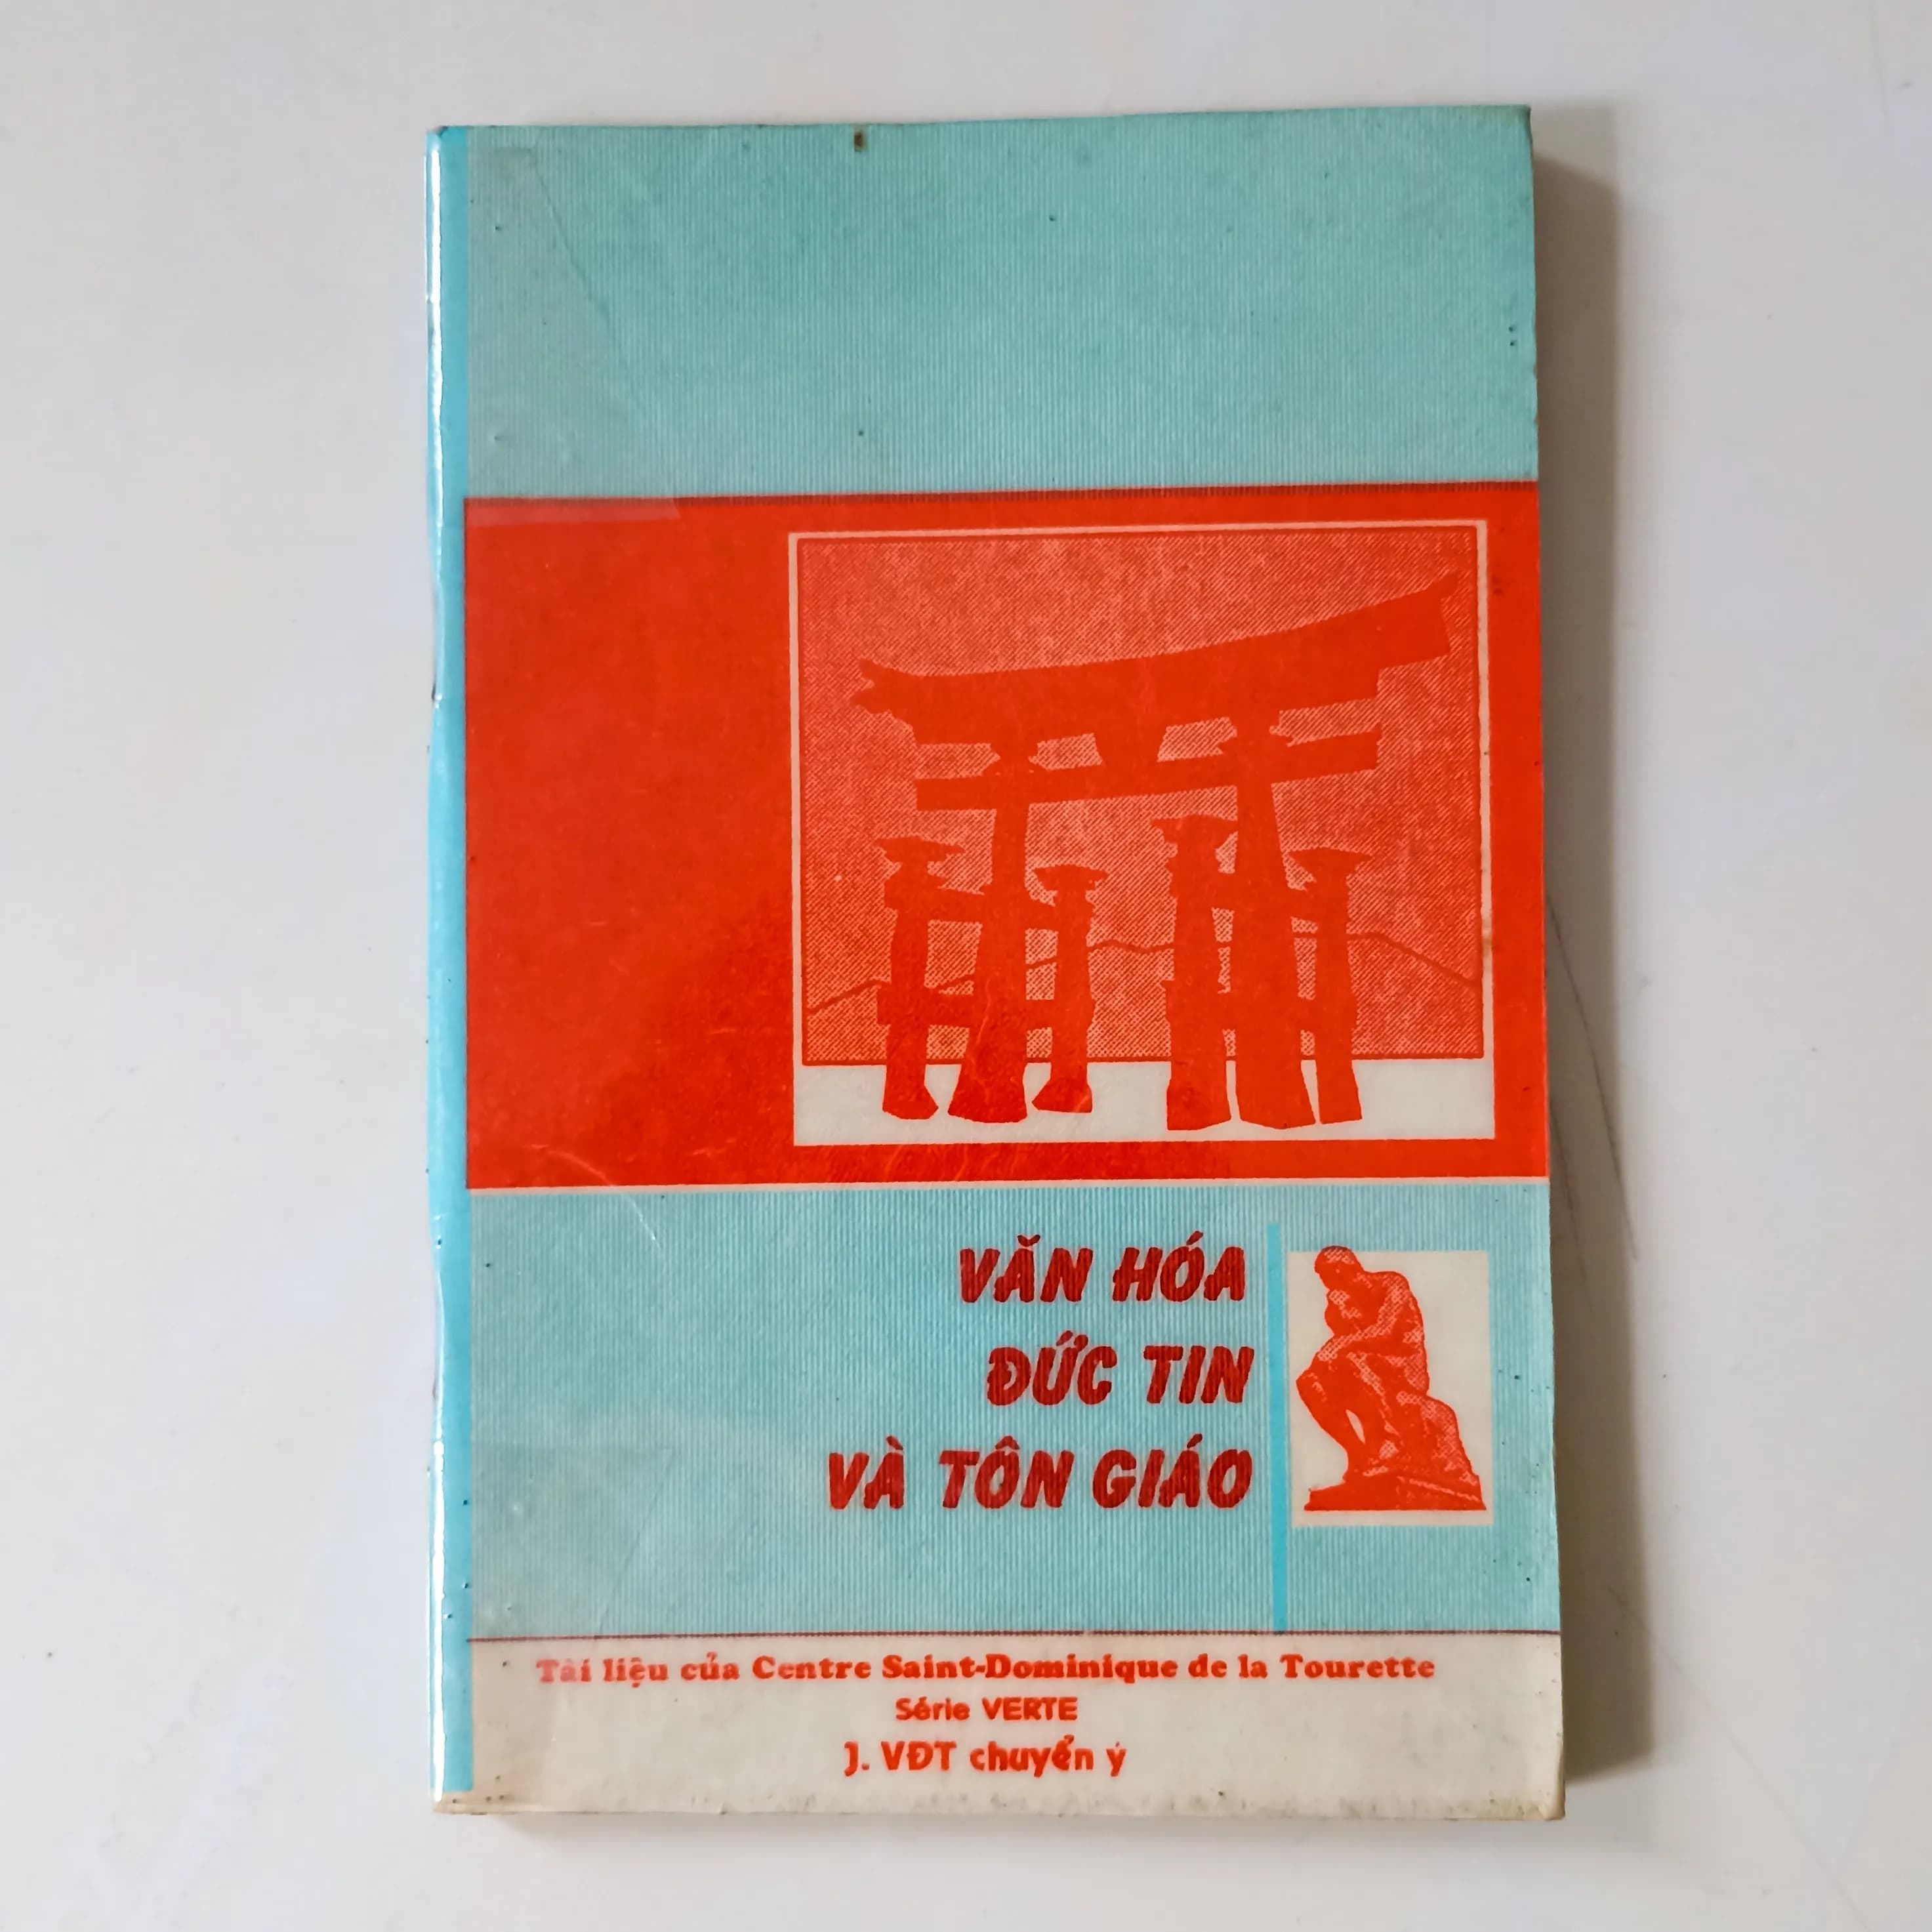 VĂN HÓA
ĐỨC TIN
VÀ TÔN GIÁO
Tài liệu của Centre Saint-Dominique de la Tourette
Série VERTE
J. VĐT chuyển ý